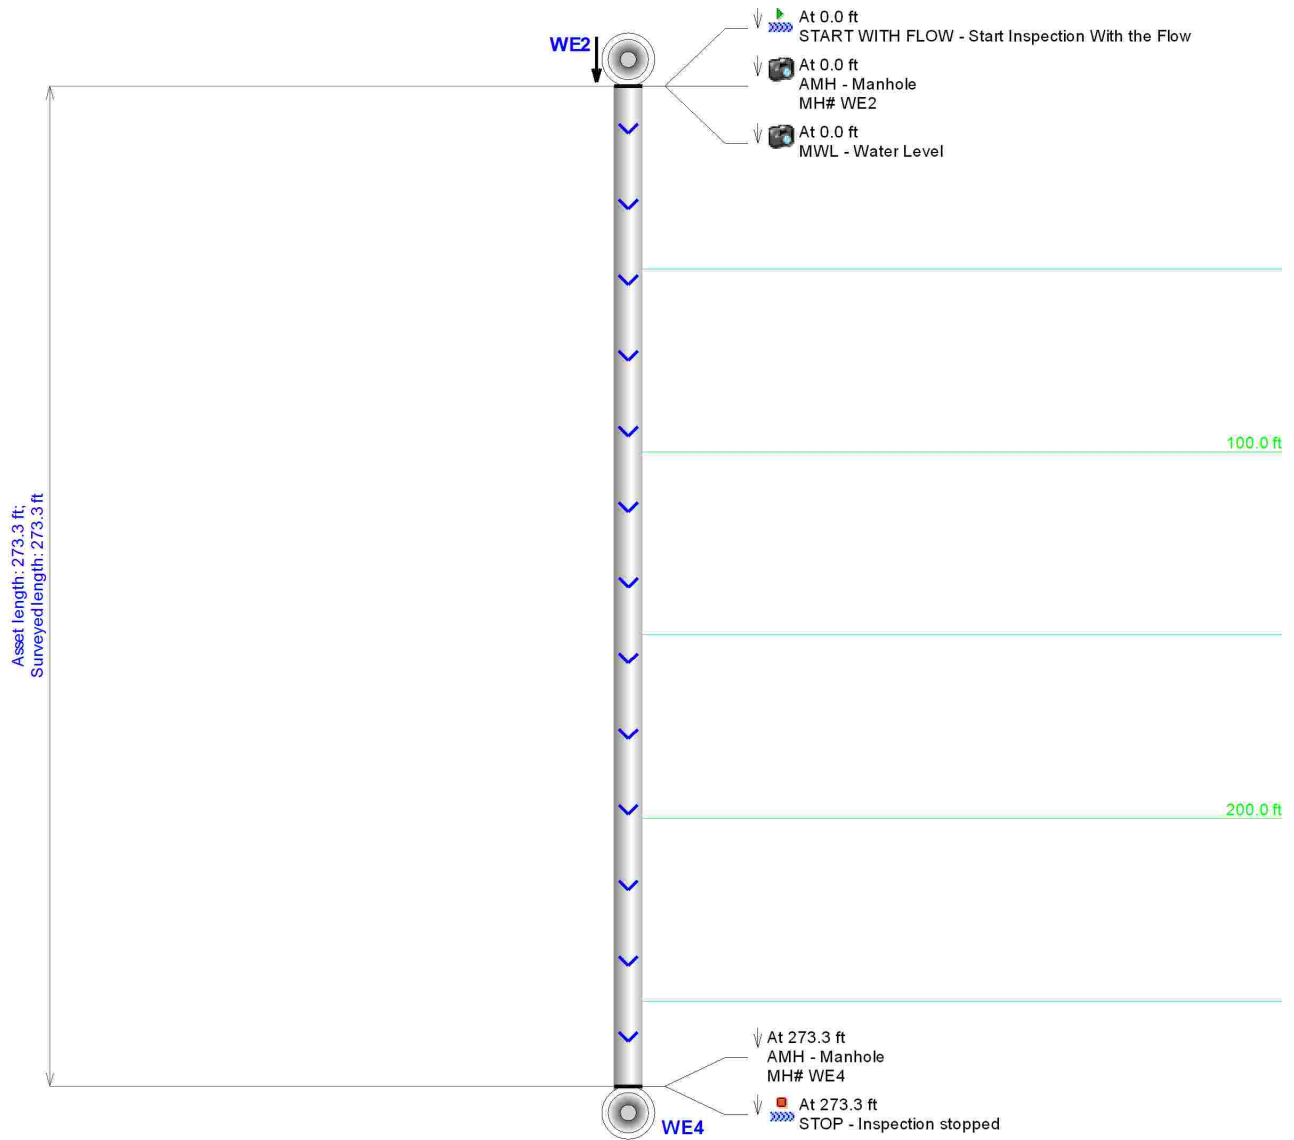 WE2
At 0.0 ft
START WITH FLOW - Start Inspection With the Flow
At 0.0 ft
AMH - Manhole
MH# WE2
At 0.0 ft
MWL - Water Level
100.0 ft
Asset length: 273.3 ft;
Surveyed length: 273.3 ft
200.0 ft
At 273.3 ft
AMH - Manhole
MH# WE4
At 273.3 ft
STOP - Inspection stopped
WE4